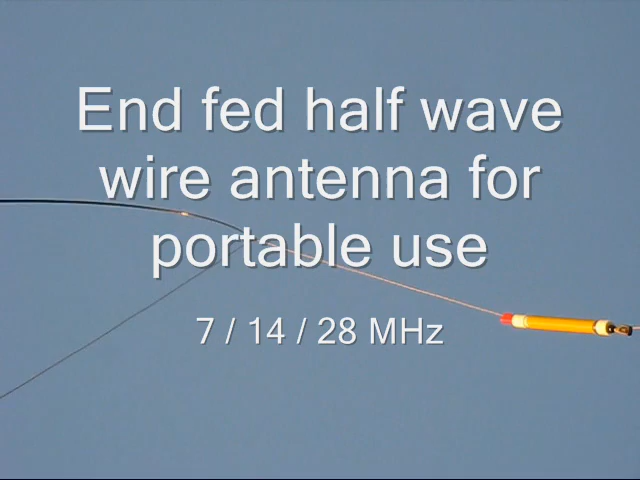 End fed half wave
wire antenna for
portable use
7 / 14 / 28 MHz